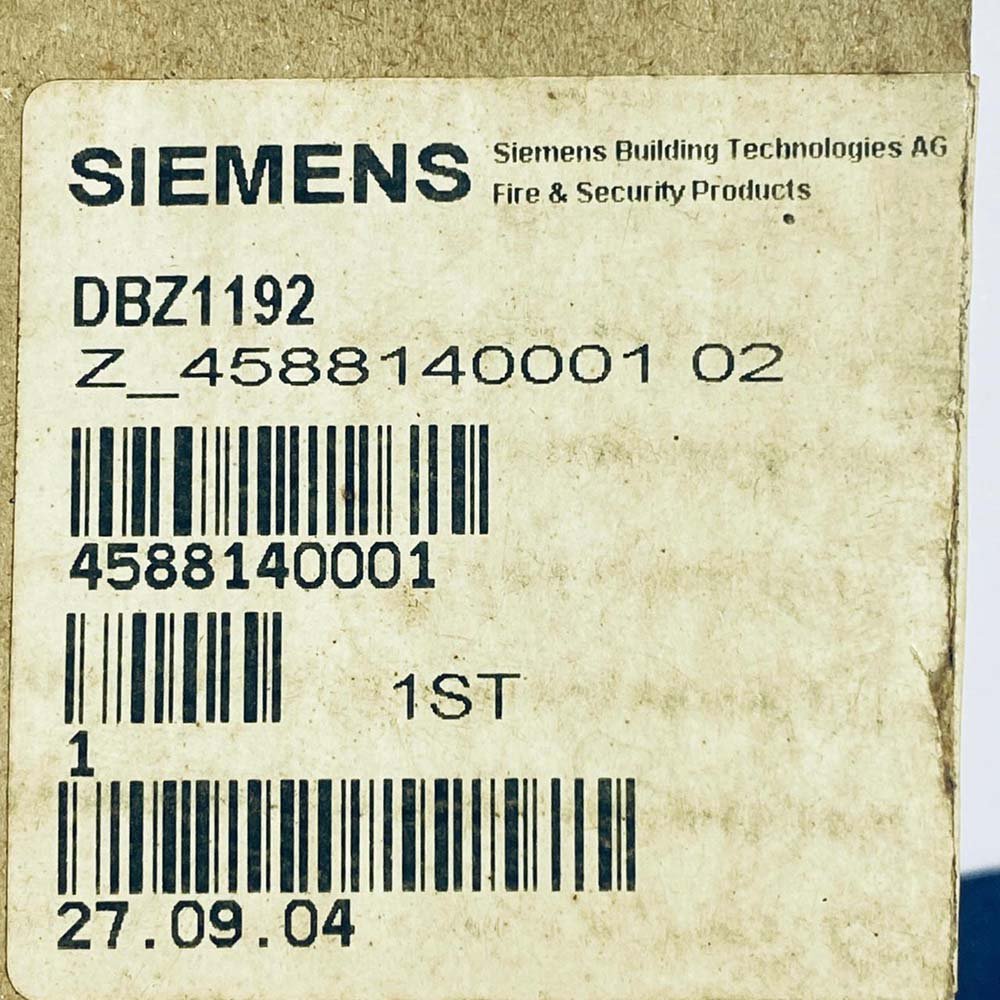 SIEMENS
Siemens Building Technologies AG
Fire & Security Products
DBZ1192
Z_4588140001 02
4588140001
1ST
1
27.09.04